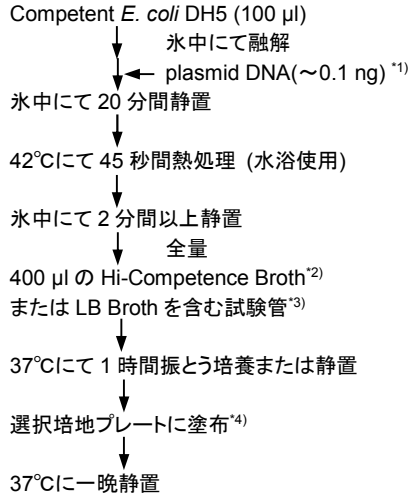 Competent E. coli DH5 (100 µl)
氷中にて融解
plasmid DNA(～0.1 ng) *1)
氷中にて 20 分間静置
42℃にて 45 秒間熱処理 (水浴使用)
氷中にて 2 分間以上静置
全量
400 µl の Hi-Competence Broth*2)
または LB Broth を含む試験管*3)
37℃にて 1 時間振とう培養または静置
選択培地プレートに塗布*4)
37℃に一晩静置